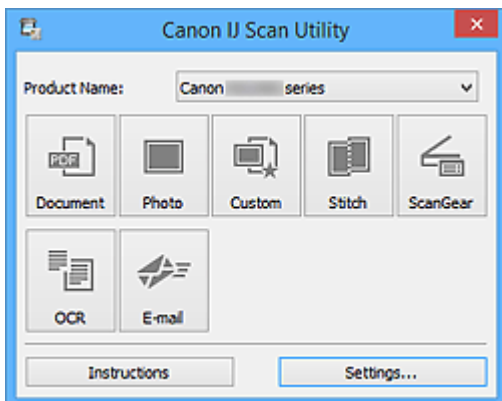 Canon IJ Scan Utility
Product Name: Canon series
PDF
Document Photo Custom Stitch ScanGear
OCR E-mail
Instructions Settings...